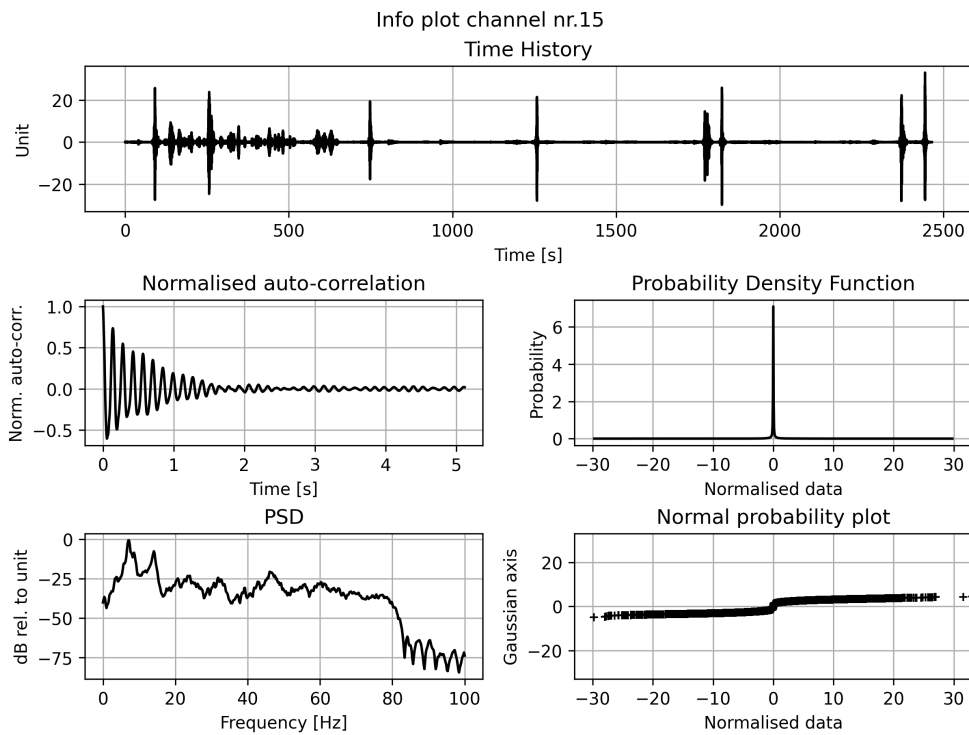 Info plot channel nr.15
Time History
Unit
20
0
−20
0 500 1000 1500 2000 2500
Time [s]
Normalised auto-correlation
Norm. auto-corr.
1.0
0.5
0.0
−0.5
0 1 2 3 4 5
Time [s]
Probability Density Function
Probability
6
4
2
0
−30 −20 −10 0 10 20 30
Normalised data
PSD
dB rel. to unit
0
−25
−50
−75
0 20 40 60 80 100
Frequency [Hz]
Normal probability plot
Gaussian axis
20
0
−20
−30 −20 −10 0 10 20 30
Normalised data